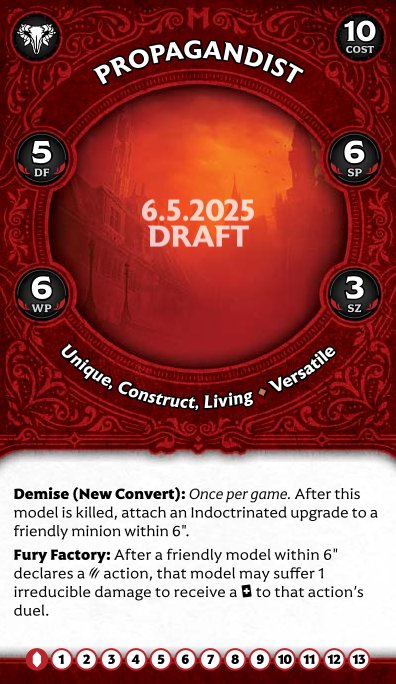 10
COST
PROPAGANDIST
5
DF
6
SP
6.5.2025
DRAFT
6
WP
3
SZ
Unique, Construct, Living ♦ Versatile
Demise (New Convert): Once per game. After this
model is killed, attach an Indoctrinated upgrade to a
friendly minion within 6".
Fury Factory: After a friendly model within 6"
declares a action, that model may suffer 1
irreducible damage to receive a to that action's
duel.
1 2 3 4 5 6 7 8 9 10 11 12 13